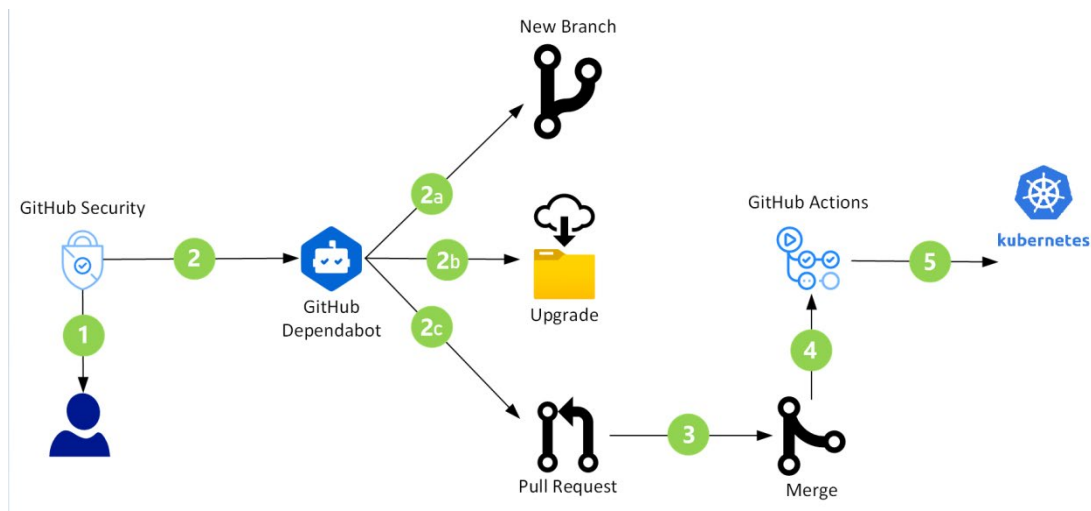 New Branch
2a
GitHub Security
GitHub Actions
kubernetes
2
2b
5
GitHub
Dependabot
Upgrade
1
2c
4
3
Pull Request
Merge